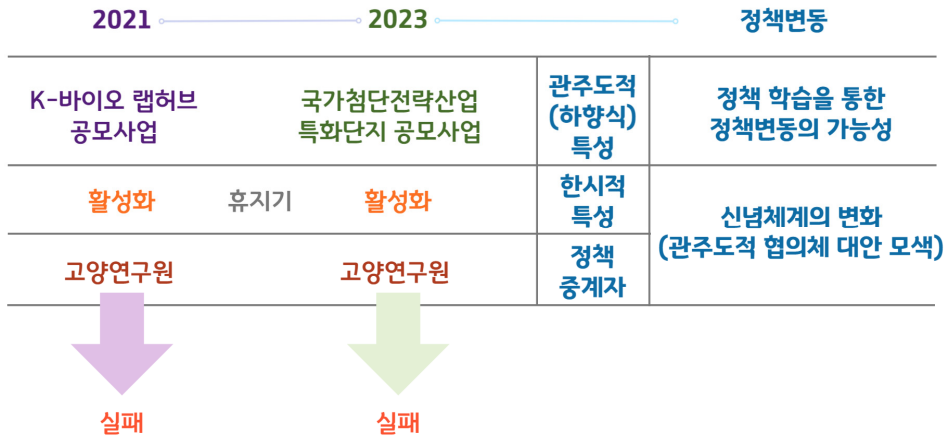 2021 2023 정책변동
K-바이오 랩허브
공모사업
국가첨단전략산업
특화단지 공모사업
관주도적
(하향식)
특성
정책 학습을 통한
정책변동의 가능성
활성화 휴지기 활성화
한시적
특성
신념체계의 변화
(관주도적 협의체 대안 모색)
고양연구원 고양연구원
정책
중계자
실패 실패